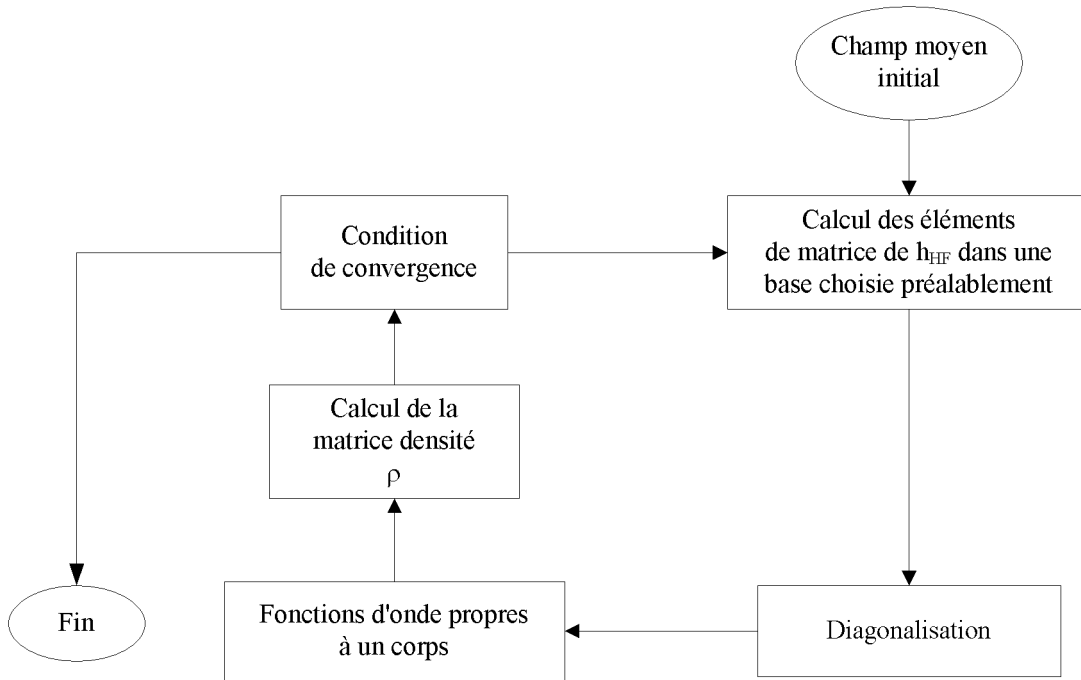 Champ moyen
initial
Calcul des éléments
de matrice de hHF dans une
base choisie préalablement
Condition
de convergence
Calcul de la
matrice densité
ρ
Fin
Fonctions d'onde propres
à un corps
Diagonalisation